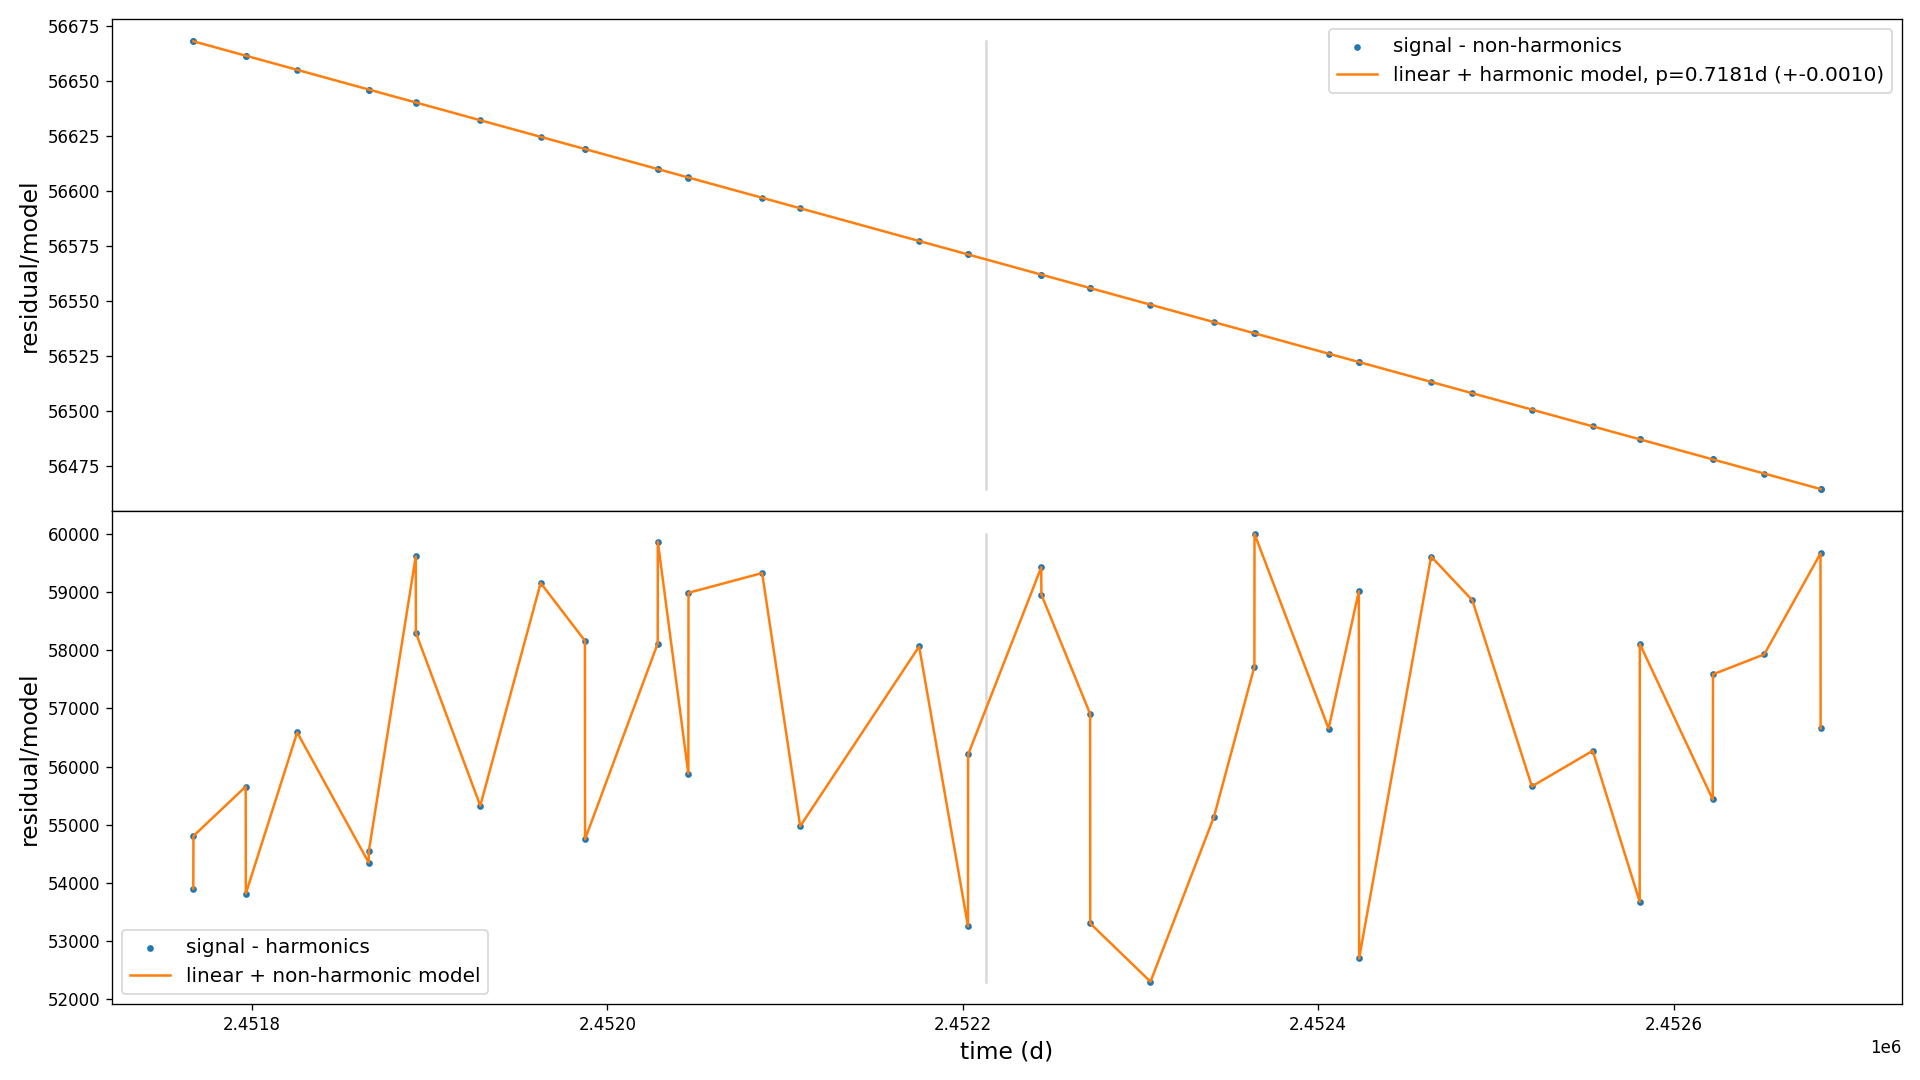 56675
56650
56625
56600
56575
56550
56525
56500
56475
residual/model
signal - non-harmonics
linear + harmonic model, p=0.7181d (+-0.0010)
60000
59000
58000
57000
56000
55000
54000
53000
52000
residual/model
signal - harmonics
linear + non-harmonic model
2.4518 2.4520 2.4522 2.4524 2.4526
time (d)
1e6